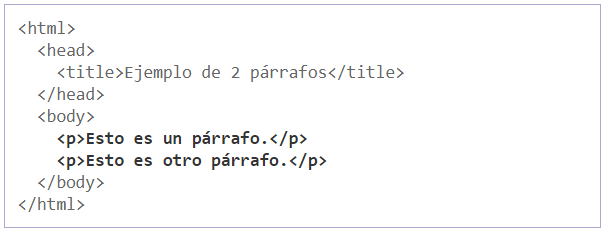 <html>
  <head>
    <title>Ejemplo de 2 párrafos</title>
  </head>
  <body>
    <p>Esto es un párrafo.</p>
    <p>Esto es otro párrafo.</p>
  </body>
</html>